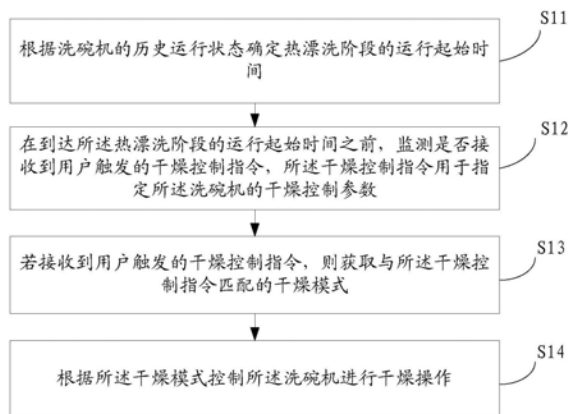 S11
根据洗碗机的历史运行状态确定热漂洗阶段的运行起始时
间
S12
在到达所述热漂洗阶段的运行起始时间之前，监测是否接
收到用户触发的干燥控制指令，所述干燥控制指令用于指
定所述洗碗机的干燥控制参数
S13
若接收到用户触发的干燥控制指令，则获取与所述干燥控
制指令匹配的干燥模式
S14
根据所述干燥模式控制所述洗碗机进行干燥操作